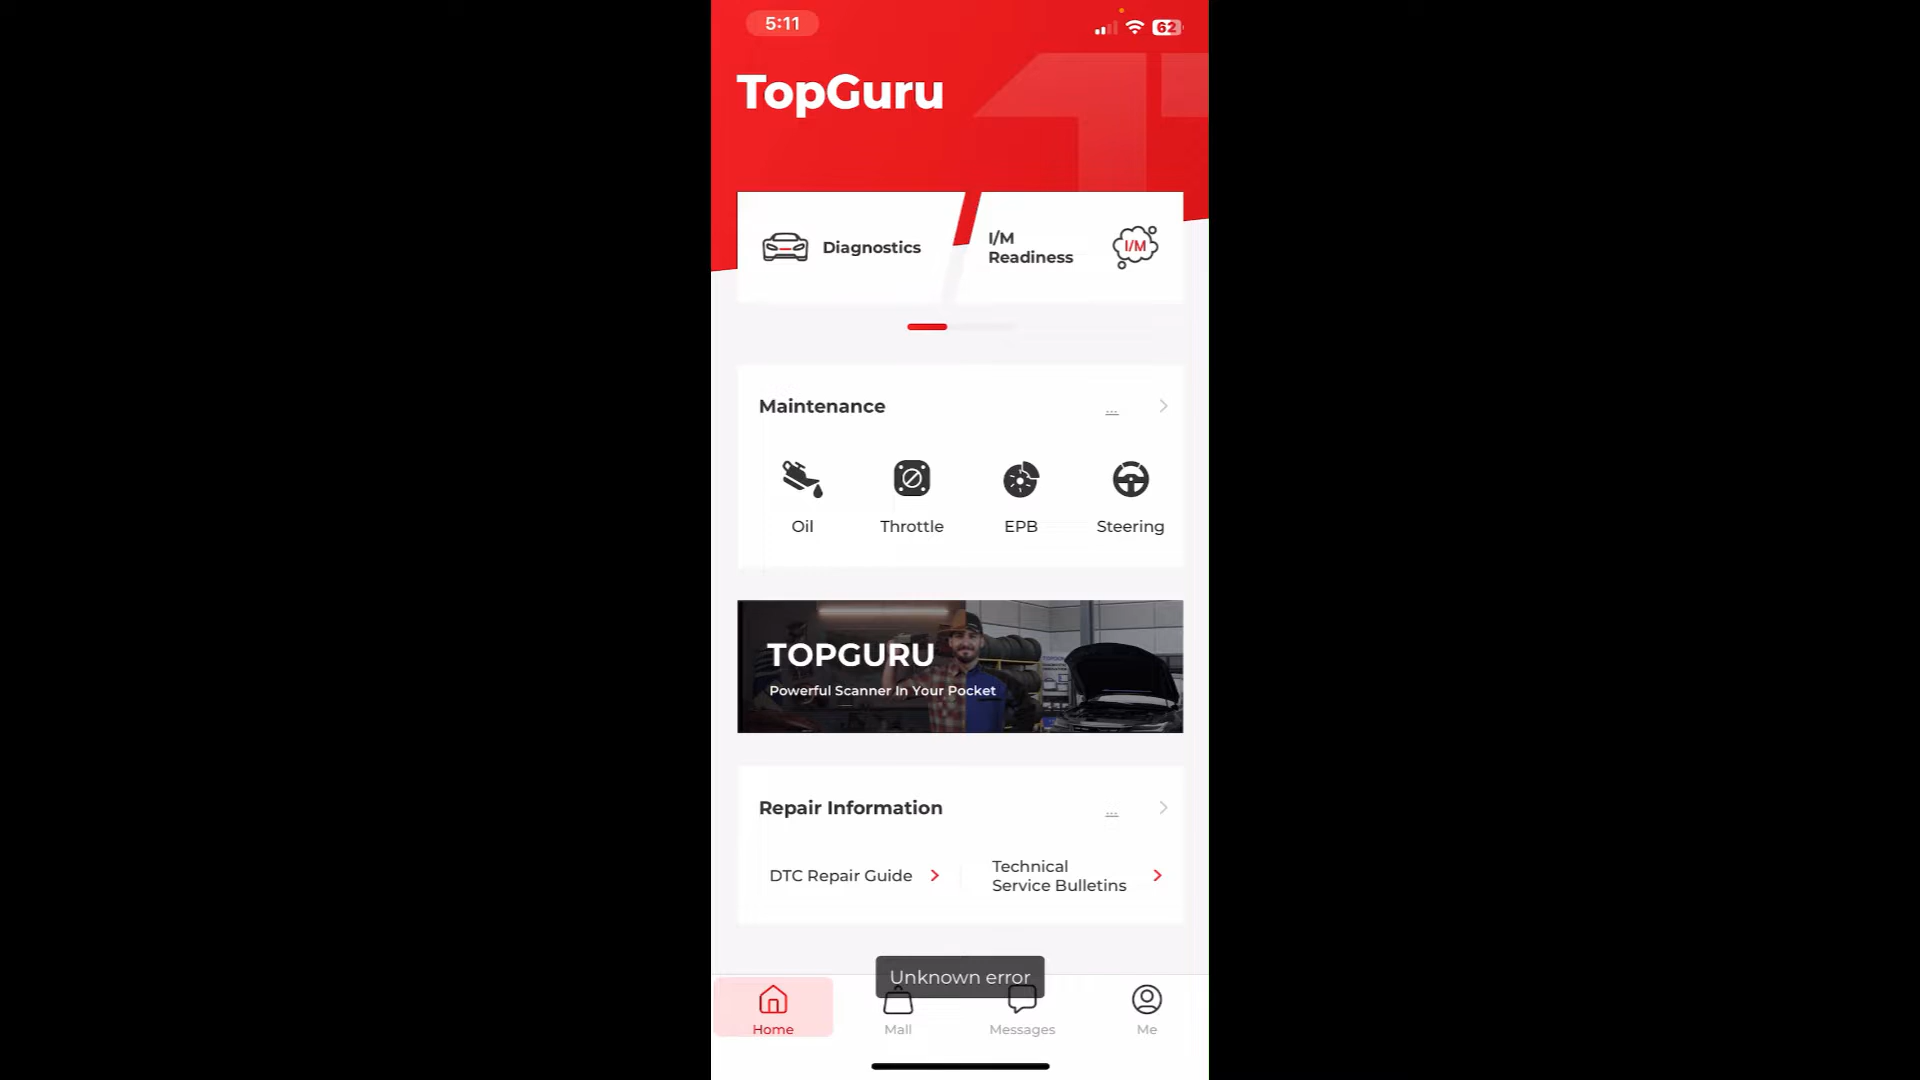 5:11
62
TopGuru
Diagnostics
I/M
Readiness
I/M
Maintenance
...
Oil
Throttle
EPB
Steering
TOPGURU
Powerful Scanner In Your Pocket
Repair Information
...
DTC Repair Guide
Technical
Service Bulletins
Unknown error
Home
Mall
Messages
Me